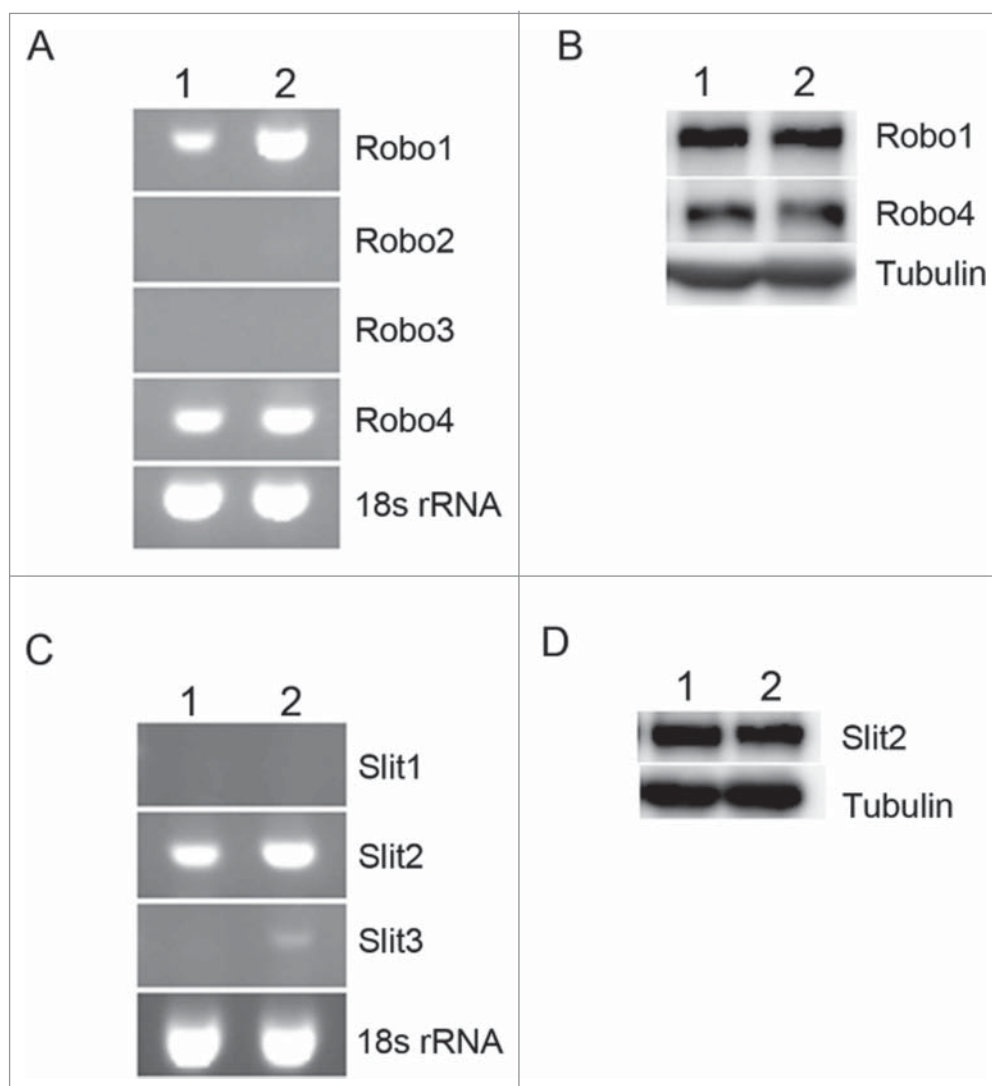 A
1 2
Robo1
Robo2
Robo3
Robo4
18s rRNA
B
1 2
Robo1
Robo4
Tubulin
C
1 2
Slit1
Slit2
Slit3
18s rRNA
D
1 2
Slit2
Tubulin